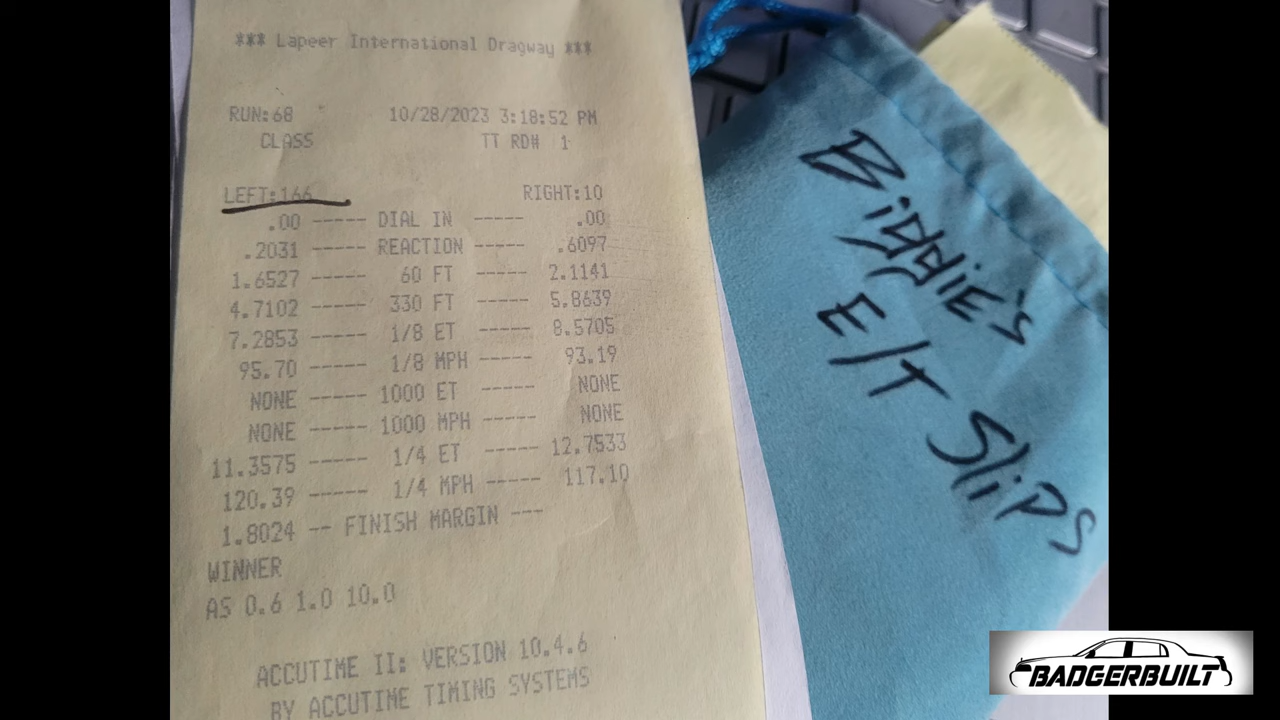 *** Lapeer International Dragway ***
RUN:68 10/28/2023 3:18:52 PM
CLASS TT RD# 1
LEFT:166 RIGHT:10
.00 ----- DIAL IN ----- .00
.2031 ----- REACTION ----- .6097
1.6527 ----- 60 FT ----- 2.1141
4.7102 ----- 330 FT ----- 5.8639
7.2853 ----- 1/8 ET ----- 8.5705
95.70 ----- 1/8 MPH ----- 93.19
NONE ----- 1000 ET ----- NONE
NONE ----- 1000 MPH ----- NONE
11.3575 ----- 1/4 ET ----- 12.7533
120.39 ----- 1/4 MPH ----- 117.10
1.8024 -- FINISH MARGIN ---
WINNER
AS 0.6 1.0 10.0
ACCUTIME II: VERSION 10.4.6
BY ACCUTIME TIMING SYSTEMS
Biggie's
E/T Slips
BADGERBUILT